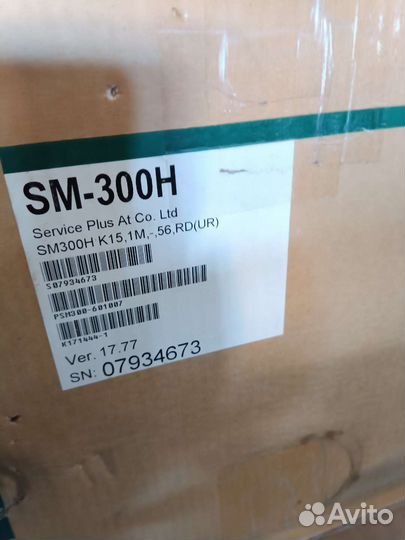 SM-300H
Service Plus At Co. Ltd
SM300H K15,1M,-,56,RD(UR)
S07934673
PSM300-601007
K171444-1
Ver. 17.77
SN: 07934673
Avito